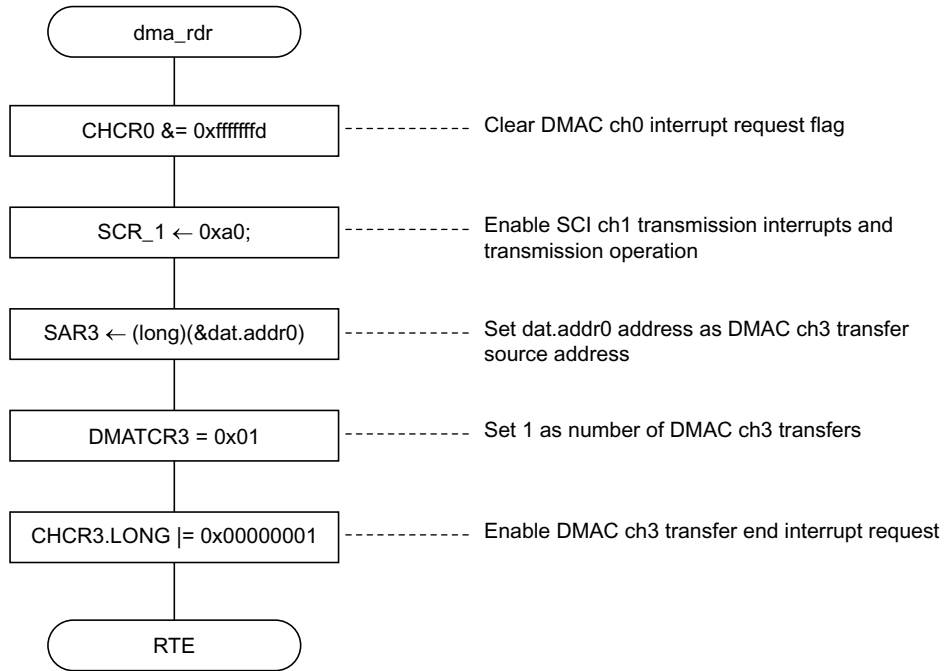 dma_rdr
CHCR0 &= 0xfffffffd
Clear DMAC ch0 interrupt request flag
SCR_1 ← 0xa0;
Enable SCI ch1 transmission interrupts and
transmission operation
SAR3 ← (long)(&dat.addr0)
Set dat.addr0 address as DMAC ch3 transfer
source address
DMATCR3 = 0x01
Set 1 as number of DMAC ch3 transfers
CHCR3.LONG |= 0x00000001
Enable DMAC ch3 transfer end interrupt request
RTE